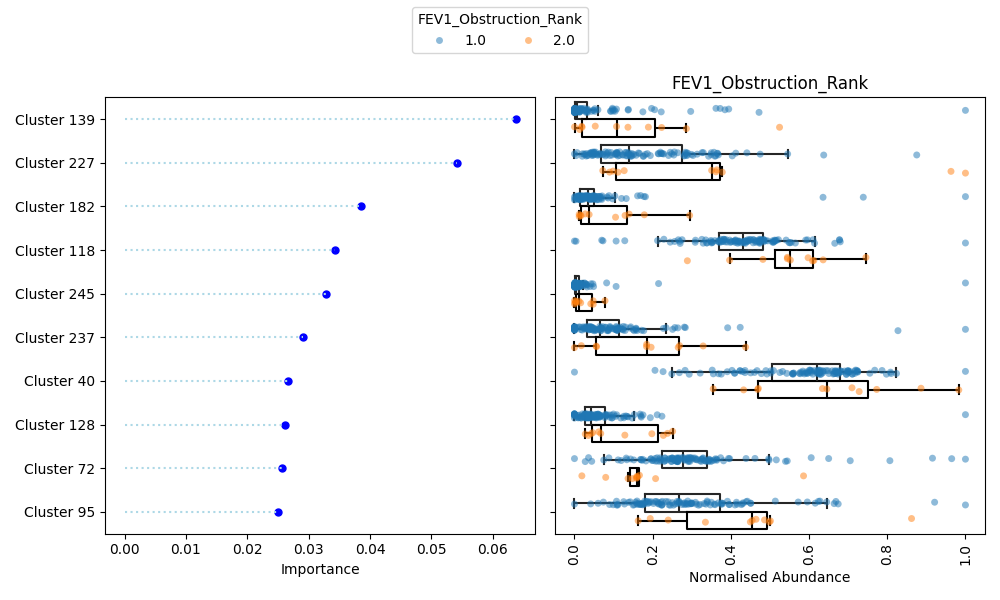 FEV1_Obstruction_Rank
1.0 2.0
FEV1_Obstruction_Rank
Cluster 139
Cluster 227
Cluster 182
Cluster 118
Cluster 245
Cluster 237
Cluster 40
Cluster 128
Cluster 72
Cluster 95
0.00 0.01 0.02 0.03 0.04 0.05 0.06
Importance
0.0 0.2 0.4 0.6 0.8 1.0
Normalised Abundance